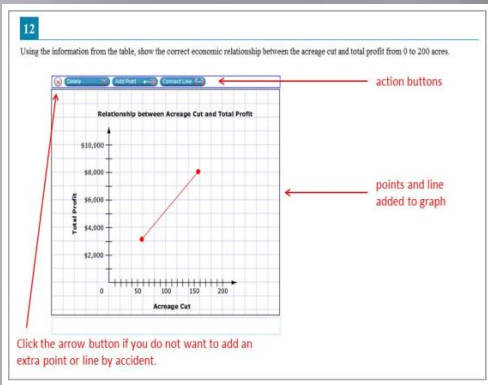 12
Using the information from the table, show the correct economic relationship between the acreage cut and total profit from 0 to 200 acres.
Delete Add Point Connect Line
action buttons
Relationship between Acreage Cut and Total Profit
$10,000
$8,000
points and line
added to graph
$6,000
Total Profit
$4,000
$2,000
0 50 100 150 200
Acreage Cut
Click the arrow button if you do not want to add an
extra point or line by accident.